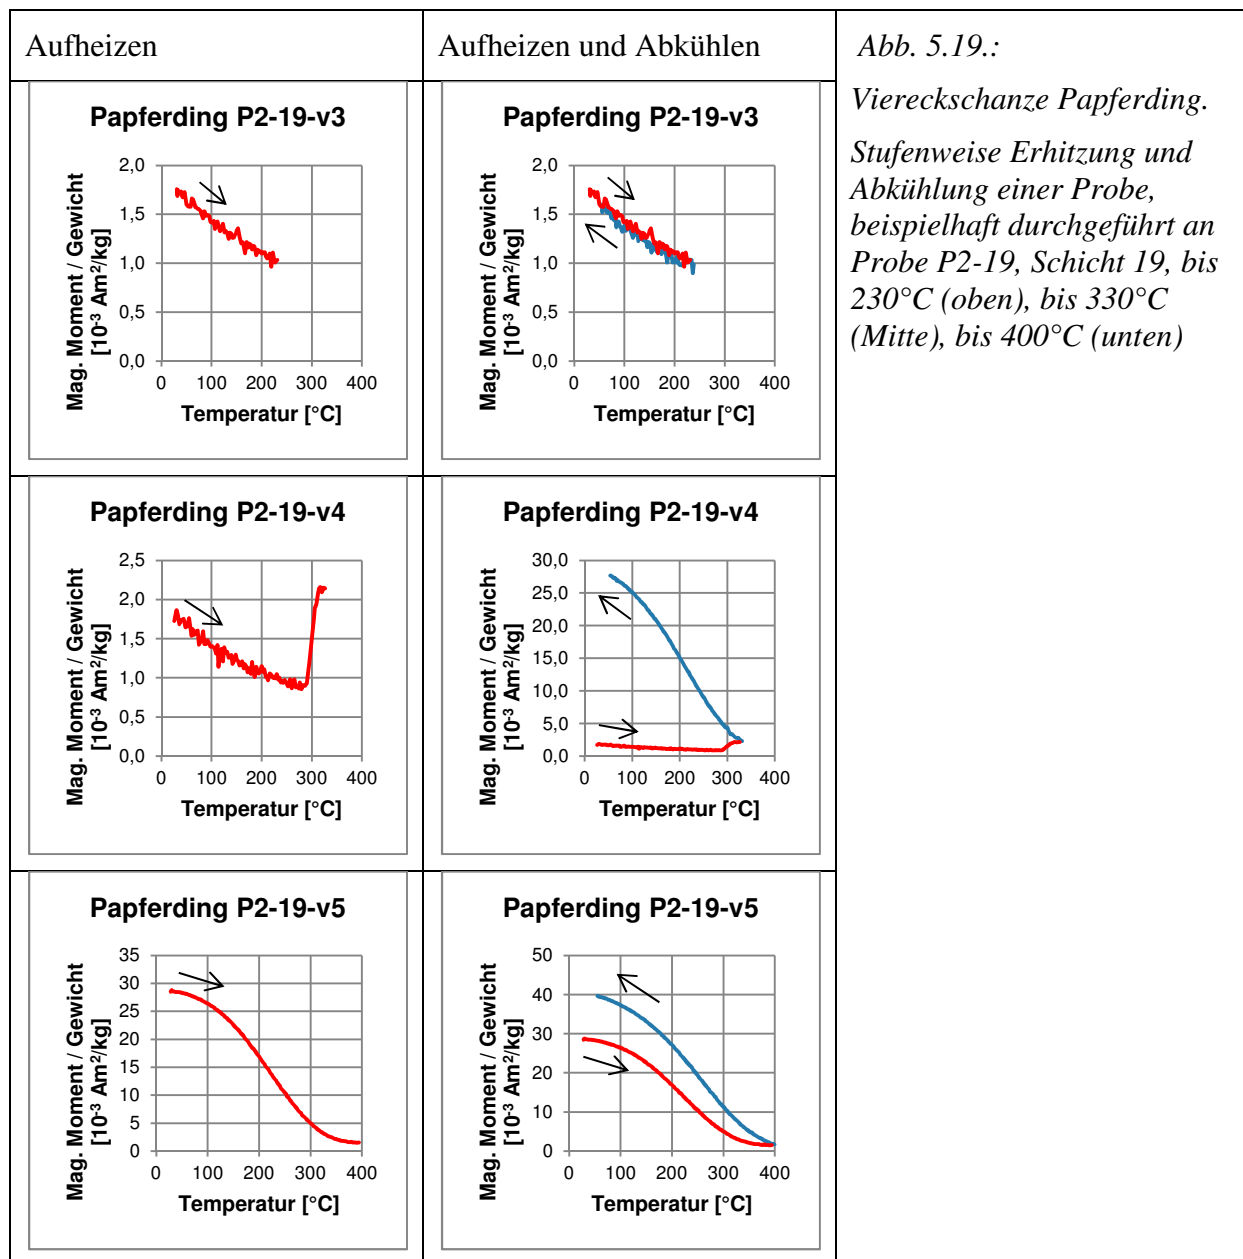 Aufheizen
Aufheizen und Abkühlen
Abb. 5.19.:
Viereckschanze Papferding.
Stufenweise Erhitzung und
Abkühlung einer Probe,
beispielhaft durchgeführt an
Probe P2-19, Schicht 19, bis
230°C (oben), bis 330°C
(Mitte), bis 400°C (unten)
Papferding P2-19-v3
Mag. Moment / Gewicht
[10⁻³ Am²/kg]
2,0
1,5
1,0
0,5
0,0
0 100 200 300 400
Temperatur [°C]
Papferding P2-19-v3
Mag. Moment / Gewicht
[10⁻³ Am²/kg]
2,0
1,5
1,0
0,5
0,0
0 100 200 300 400
Temperatur [°C]
Papferding P2-19-v4
Mag. Moment / Gewicht
[10⁻³ Am²/kg]
2,5
2,0
1,5
1,0
0,5
0,0
0 100 200 300 400
Temperatur [°C]
Papferding P2-19-v4
Mag. Moment / Gewicht
[10⁻³ Am²/kg]
30,0
25,0
20,0
15,0
10,0
5,0
0,0
0 100 200 300 400
Temperatur [°C]
Papferding P2-19-v5
Mag. Moment / Gewicht
[10⁻³ Am²/kg]
35
30
25
20
15
10
5
0
0 100 200 300 400
Temperatur [°C]
Papferding P2-19-v5
Mag. Moment / Gewicht
[10⁻³ Am²/kg]
50
40
30
20
10
0
0 100 200 300 400
Temperatur [°C]